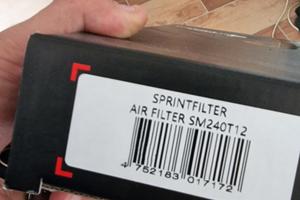 SPRINTFILTER
AIR FILTER SM240T12
4 752183 017172